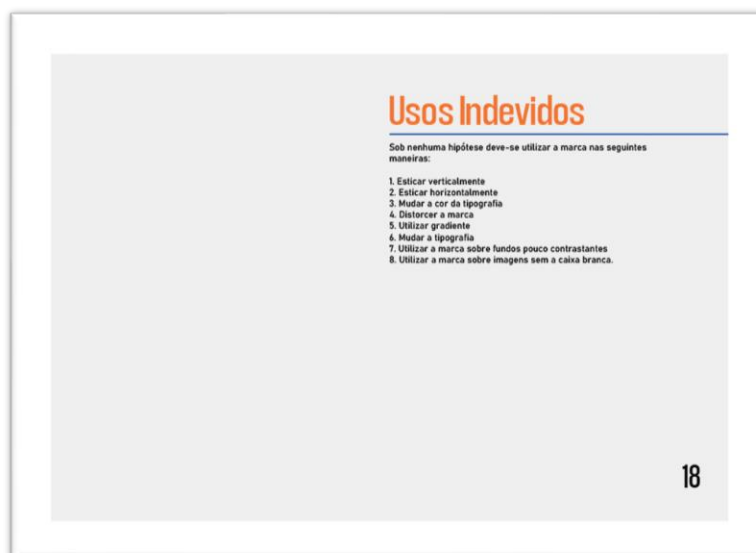 Usos Indevidos
Sob nenhuma hipótese deve-se utilizar a marca nas seguintes
maneiras:
1. Esticar verticalmente
2. Esticar horizontalmente
3. Mudar a cor da tipografia
4. Distorcer a marca
5. Utilizar gradiente
6. Mudar a tipografia
7. Utilizar a marca sobre fundos pouco contrastantes
8. Utilizar a marca sobre imagens sem a caixa branca.
18